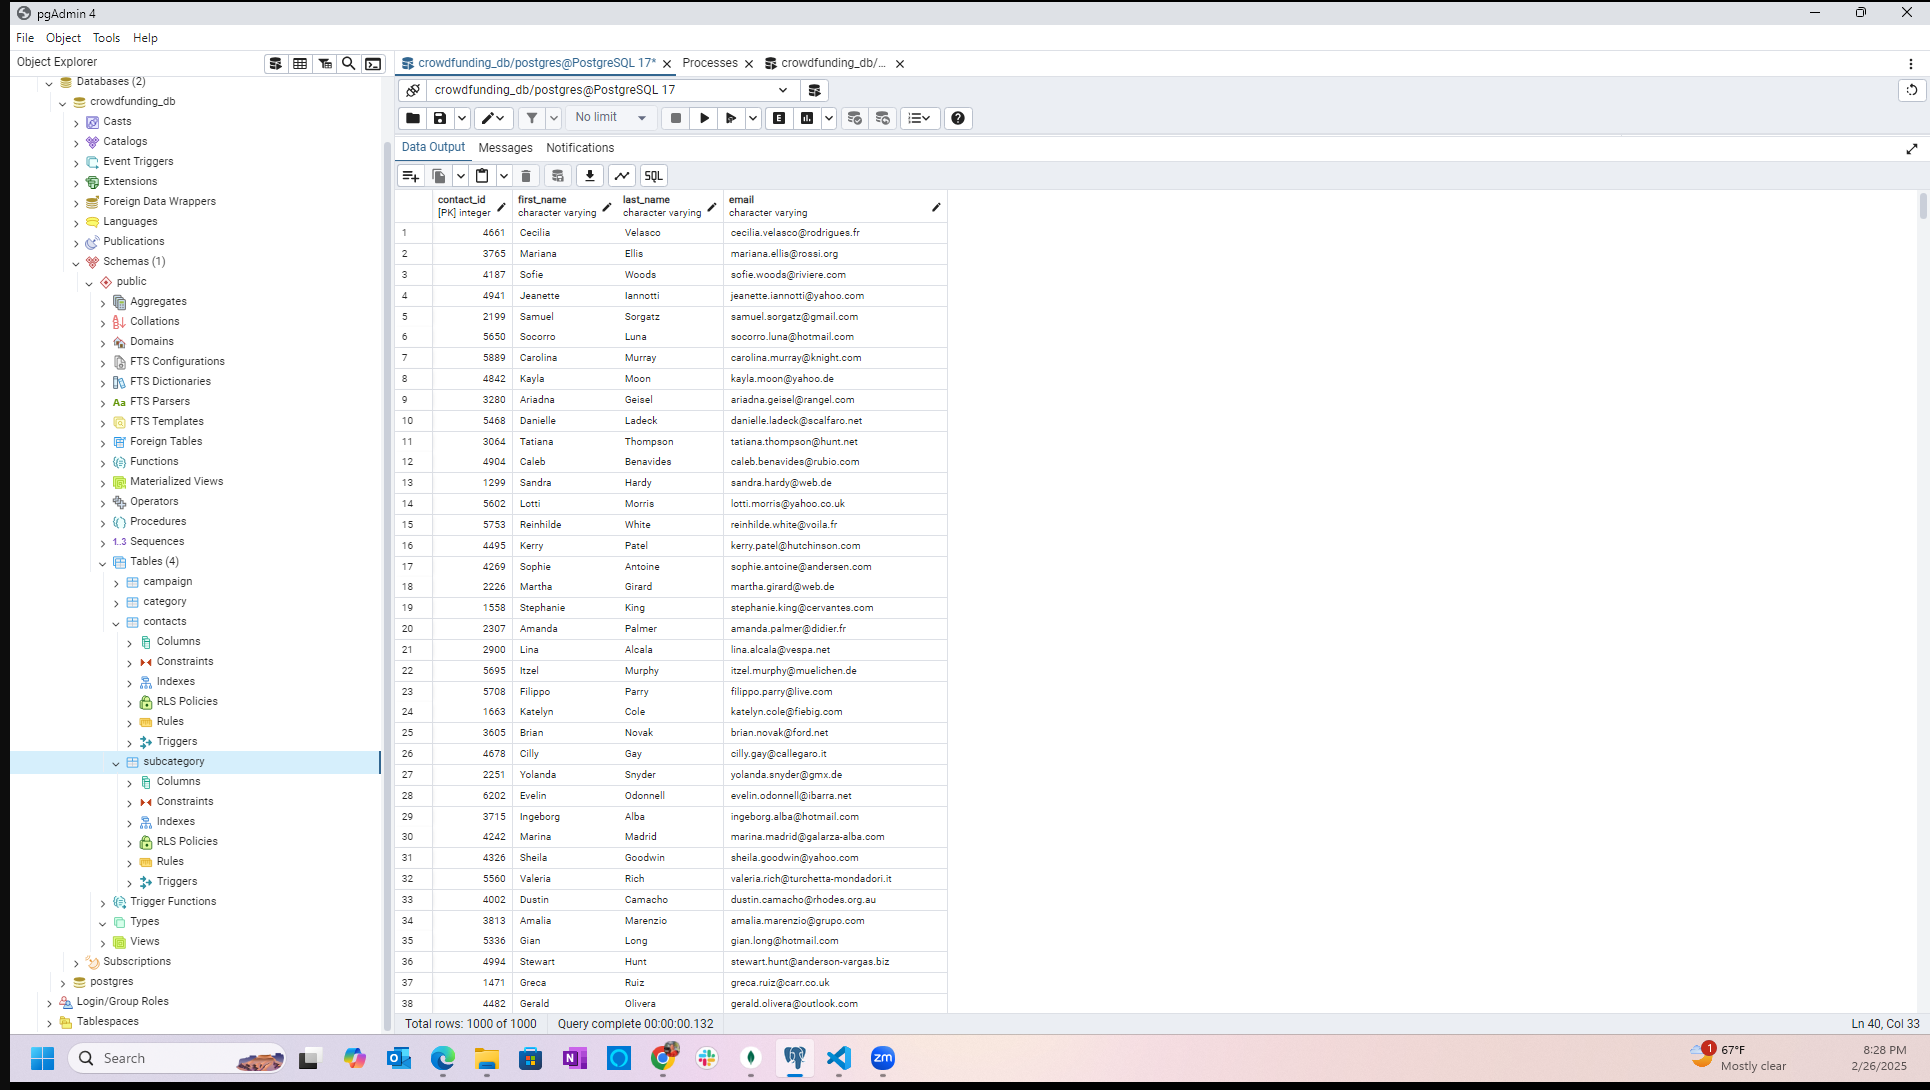 pgAdmin 4
File Object Tools Help
Object Explorer
Databases (2)
crowdfunding_db
Casts
Catalogs
Event Triggers
Extensions
Foreign Data Wrappers
Languages
Publications
Schemas (1)
public
Aggregates
Collations
Domains
FTS Configurations
FTS Dictionaries
Aa FTS Parsers
FTS Templates
Foreign Tables
Functions
Materialized Views
Operators
Procedures
1..3 Sequences
Tables (4)
campaign
category
contacts
Columns
Constraints
Indexes
RLS Policies
Rules
Triggers
subcategory
Columns
Constraints
Indexes
RLS Policies
Rules
Triggers
Trigger Functions
Types
Views
Subscriptions
postgres
Login/Group Roles
Tablespaces
crowdfunding_db/postgres@PostgreSQL 17* Processes crowdfunding_db/...
crowdfunding_db/postgres@PostgreSQL 17
No limit E
Data Output Messages Notifications
SQL
contact_id first_name last_name email
[PK] integer character varying character varying character varying
1 4661 Cecilia Velasco cecilia.velasco@rodrigues.fr
2 3765 Mariana Ellis mariana.ellis@rossi.org
3 4187 Sofie Woods sofie.woods@riviere.com
4 4941 Jeanette Iannotti jeanette.iannotti@yahoo.com
5 2199 Samuel Sorgatz samuel.sorgatz@gmail.com
6 5650 Socorro Luna socorro.luna@hotmail.com
7 5889 Carolina Murray carolina.murray@knight.com
8 4842 Kayla Moon kayla.moon@yahoo.de
9 3280 Ariadna Geisel ariadna.geisel@rangel.com
10 5468 Danielle Ladeck danielle.ladeck@scalfaro.net
11 3064 Tatiana Thompson tatiana.thompson@hunt.net
12 4904 Caleb Benavides caleb.benavides@rubio.com
13 1299 Sandra Hardy sandra.hardy@web.de
14 5602 Lotti Morris lotti.morris@yahoo.co.uk
15 5753 Reinhilde White reinhilde.white@voila.fr
16 4495 Kerry Patel kerry.patel@hutchinson.com
17 4269 Sophie Antoine sophie.antoine@andersen.com
18 2226 Martha Girard martha.girard@web.de
19 1558 Stephanie King stephanie.king@cervantes.com
20 2307 Amanda Palmer amanda.palmer@didier.fr
21 2900 Lina Alcala lina.alcala@vespa.net
22 5695 Itzel Murphy itzel.murphy@muelichen.de
23 5708 Filippo Parry filippo.parry@live.com
24 1663 Katelyn Cole katelyn.cole@fiebig.com
25 3605 Brian Novak brian.novak@ford.net
26 4678 Cilly Gay cilly.gay@callegaro.it
27 2251 Yolanda Snyder yolanda.snyder@gmx.de
28 6202 Evelin Odonnell evelin.odonnell@ibarra.net
29 3715 Ingeborg Alba ingeborg.alba@hotmail.com
30 4242 Marina Madrid marina.madrid@galarza-alba.com
31 4326 Sheila Goodwin sheila.goodwin@yahoo.com
32 5560 Valeria Rich valeria.rich@turchetta-mondadori.it
33 4002 Dustin Camacho dustin.camacho@rhodes.org.au
34 3813 Amalia Marenzio amalia.marenzio@grupo.com
35 5336 Gian Long gian.long@hotmail.com
36 4994 Stewart Hunt stewart.hunt@anderson-vargas.biz
37 1471 Greca Ruiz greca.ruiz@carr.co.uk
38 4482 Gerald Olivera gerald.olivera@outlook.com
Total rows: 1000 of 1000 Query complete 00:00:00.132 Ln 40, Col 33
Search
zm
1
67°F
Mostly clear
8:28 PM
2/26/2025